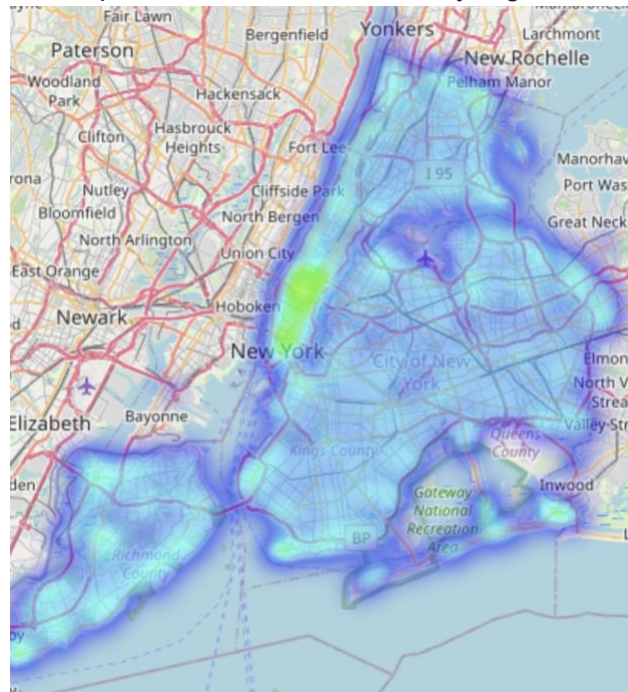 Fair Lawn
Bergenfield
Yonkers
Larchmont
Paterson
New Rochelle
Woodland
Park
Hackensack
Pelham Manor
Clifton
Hasbrouck
Heights
Fort Lee
Manorhav
rona
I 95
Port Was
Nutley
Cliffside Park
Bloomfield
North Bergen
Great Neck
North Arlington
Union City
East Orange
Hoboken
Newark
New York
City of New
York
Elmon
North V
Strea
Elizabeth
Bayonne
Valley Str
Queens
County
Kings County
den
Inwood
Gateway
National
Recreation
Area
BP
Richmond
County
oy